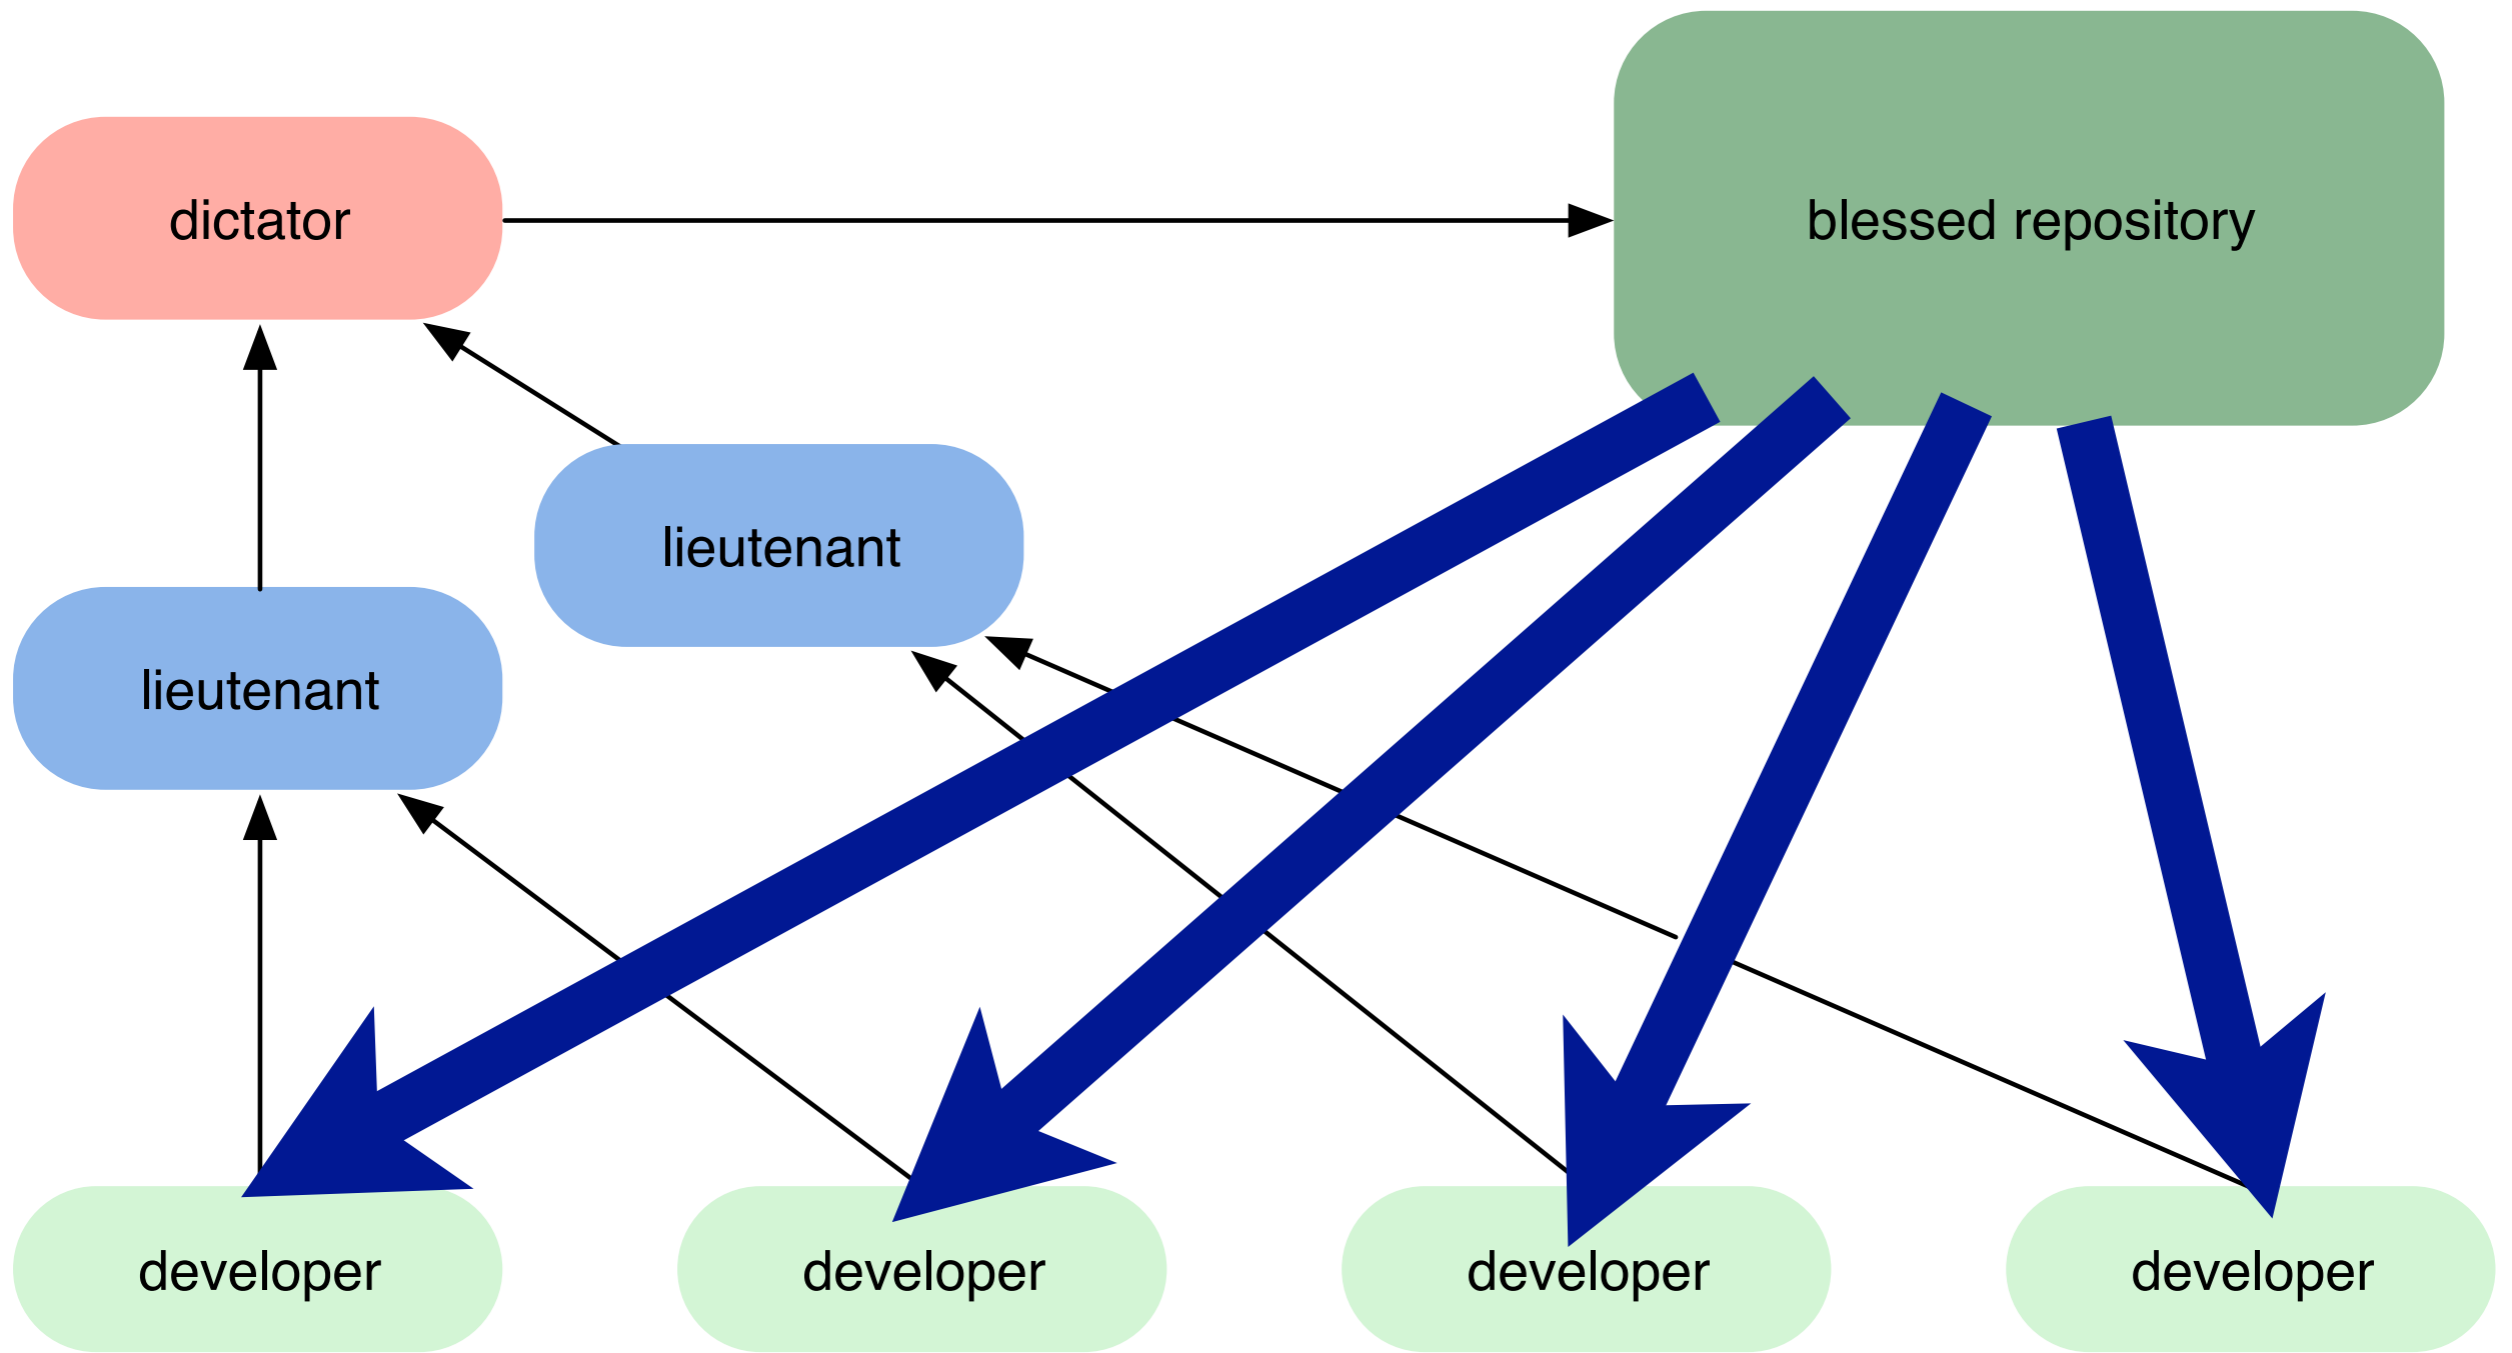 dictator
blessed repository
lieutenant
lieutenant
developer
developer
developer
developer